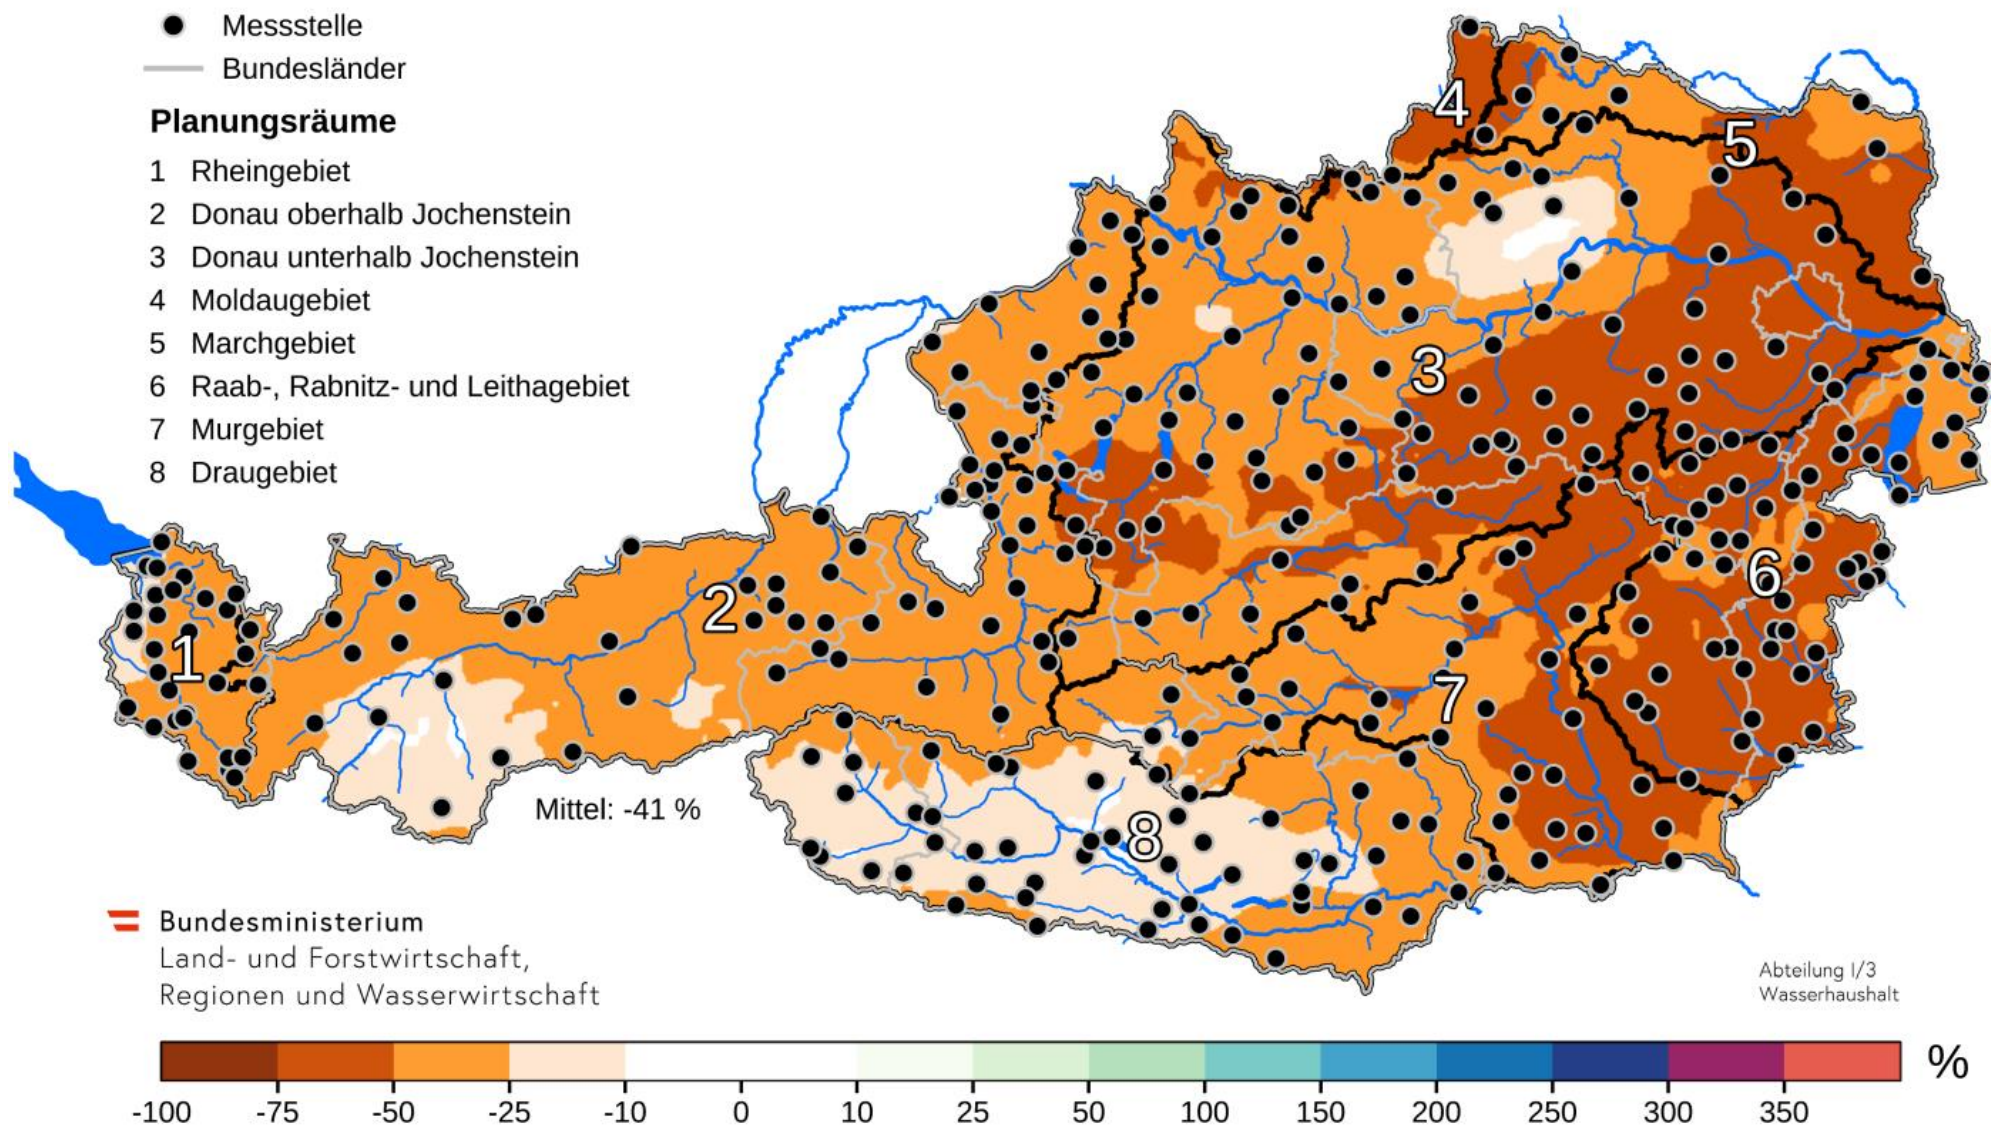 Messstelle
Bundesländer
Planungsräume
1 Rheingebiet
2 Donau oberhalb Jochenstein
3 Donau unterhalb Jochenstein
4 Moldaugebiet
5 Marchgebiet
6 Raab-, Rabnitz- und Leithagebiet
7 Murgebiet
8 Draugebiet
4
5
3
6
2
1
7
8
Mittel: -41 %
Bundesministerium
Land- und Forstwirtschaft,
Regionen und Wasserwirtschaft
Abteilung I/3
Wasserhaushalt
%
-100 -75 -50 -25 -10 0 10 25 50 100 150 200 250 300 350